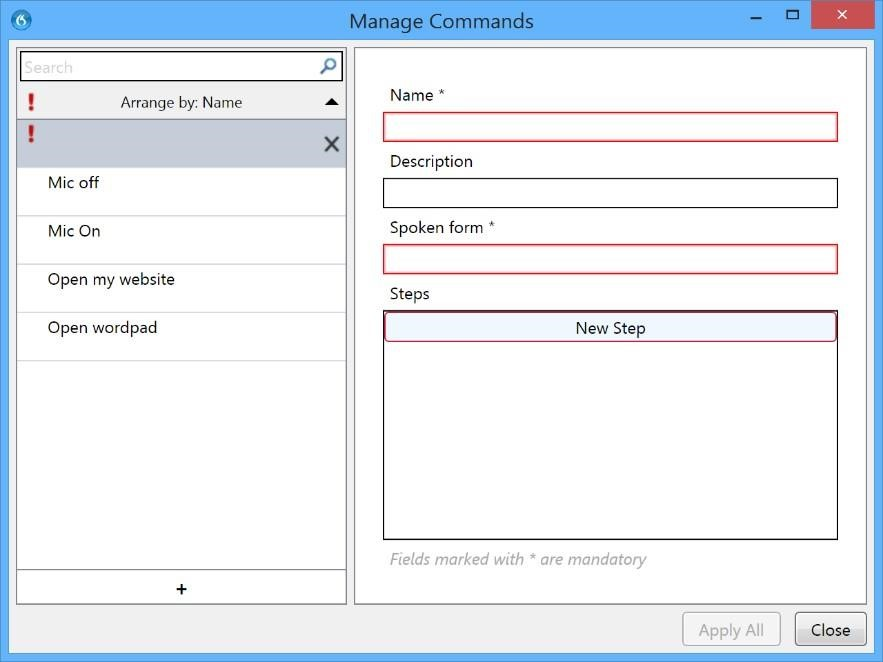 Manage Commands
Search
Arrange by: Name
Mic off
Mic On
Open my website
Open wordpad
+
Name *
Description
Spoken form *
Steps
New Step
Fields marked with * are mandatory
Apply All
Close